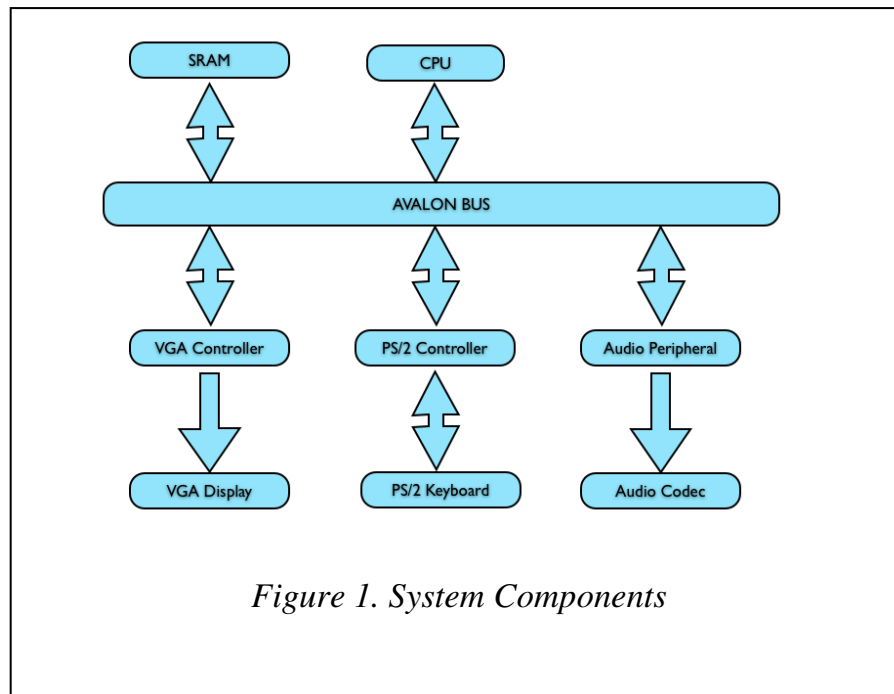 SRAM
CPU
AVALON BUS
VGA Controller
PS/2 Controller
Audio Peripheral
VGA Display
PS/2 Keyboard
Audio Codec
Figure 1. System Components